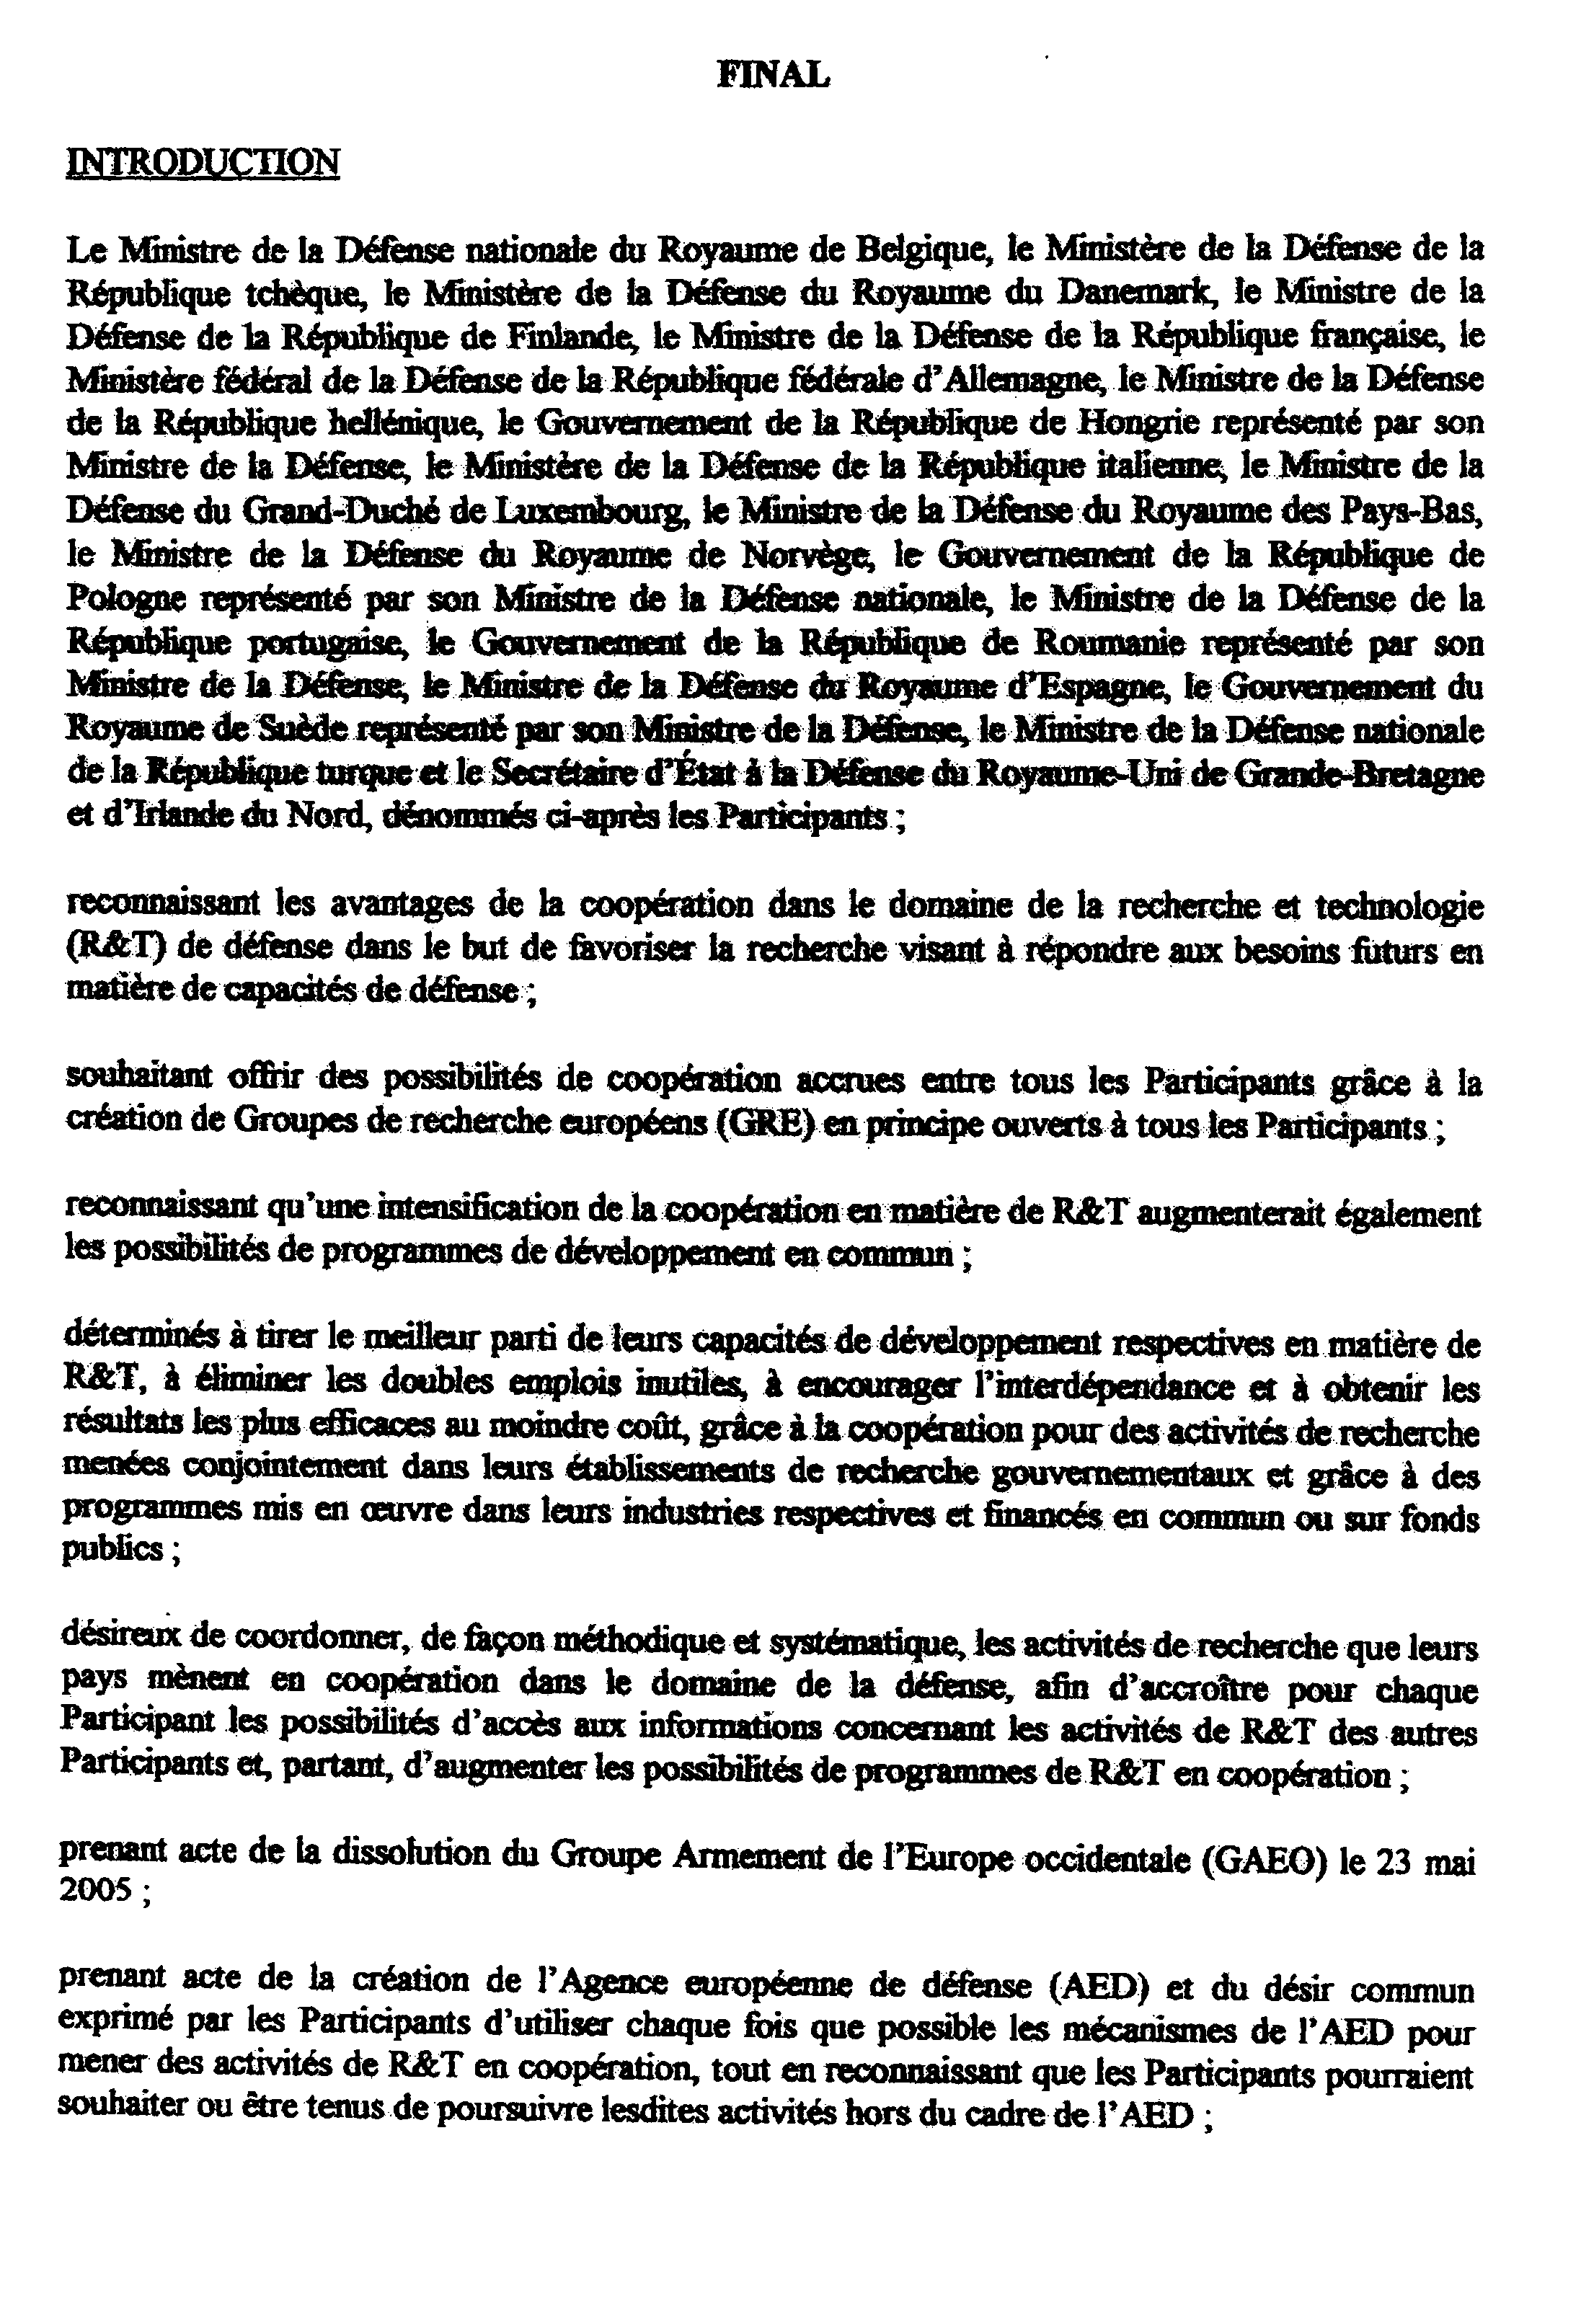 FINAL
INTRODUCTION
Le Ministre de la Défense nationale du Royaume de Belgique, le Ministère de la Défense de la
République tchèque, le Ministère de la Défense du Royaume du Danemark, le Ministre de la
Défense de la République de Finlande, le Ministre de la Défense de la République française, le
Ministère fédéral de la Défense de la République fédérale d'Allemagne, le Ministre de la Défense
de la République hellénique, le Gouvernement de la République de Hongrie représenté par son
Ministre de la Défense, le Ministère de la Défense de la République italienne, le Ministre de la
Défense du Grand-Duché de Luxembourg, le Ministre de la Défense du Royaume des Pays-Bas,
le Ministre de la Défense du Royaume de Norvège, le Gouvernement de la République de
Pologne représenté par son Ministre de la Défense nationale, le Ministre de la Défense de la
République portugaise, le Gouvernement de la République de Roumanie représenté par son
Ministre de la Défense, le Ministre de la Défense du Royaume d'Espagne, le Gouvernement du
Royaume de Suède représenté par son Ministre de la Défense, le Ministre de la Défense nationale
de la République turque et le Secrétaire d'État à la Défense du Royaume-Uni de Grande-Bretagne
et d'Irlande du Nord, dénommés ci-après les Participants ;
reconnaissant les avantages de la coopération dans le domaine de la recherche et technologie
(R&T) de défense dans le but de favoriser la recherche visant à répondre aux besoins futurs en
matière de capacités de défense ;
souhaitant offrir des possibilités de coopération accrues entre tous les Participants grâce à la
création de Groupes de recherche européens (GRE) en principe ouverts à tous les Participants ;
reconnaissant qu'une intensification de la coopération en matière de R&T augmenterait également
les possibilités de programmes de développement en commun ;
déterminés à tirer le meilleur parti de leurs capacités de développement respectives en matière de
R&T, à éliminer les doubles emplois inutiles, à encourager l'interdépendance et à obtenir les
résultats les plus efficaces au moindre coût, grâce à la coopération pour des activités de recherche
menées conjointement dans leurs établissements de recherche gouvernementaux et grâce à des
programmes mis en œuvre dans leurs industries respectives et financés en commun ou sur fonds
publics ;
désireux de coordonner, de façon méthodique et systématique, les activités de recherche que leurs
pays mènent en coopération dans le domaine de la défense, afin d'accroître pour chaque
Participant les possibilités d'accès aux informations concernant les activités de R&T des autres
Participants et, partant, d'augmenter les possibilités de programmes de R&T en coopération ;
prenant acte de la dissolution du Groupe Armement de l'Europe occidentale (GAEO) le 23 mai
2005 ;
prenant acte de la création de l'Agence européenne de défense (AED) et du désir commun
exprimé par les Participants d'utiliser chaque fois que possible les mécanismes de l'AED pour
mener des activités de R&T en coopération, tout en reconnaissant que les Participants pourraient
souhaiter ou être tenus de poursuivre lesdites activités hors du cadre de l'AED ;